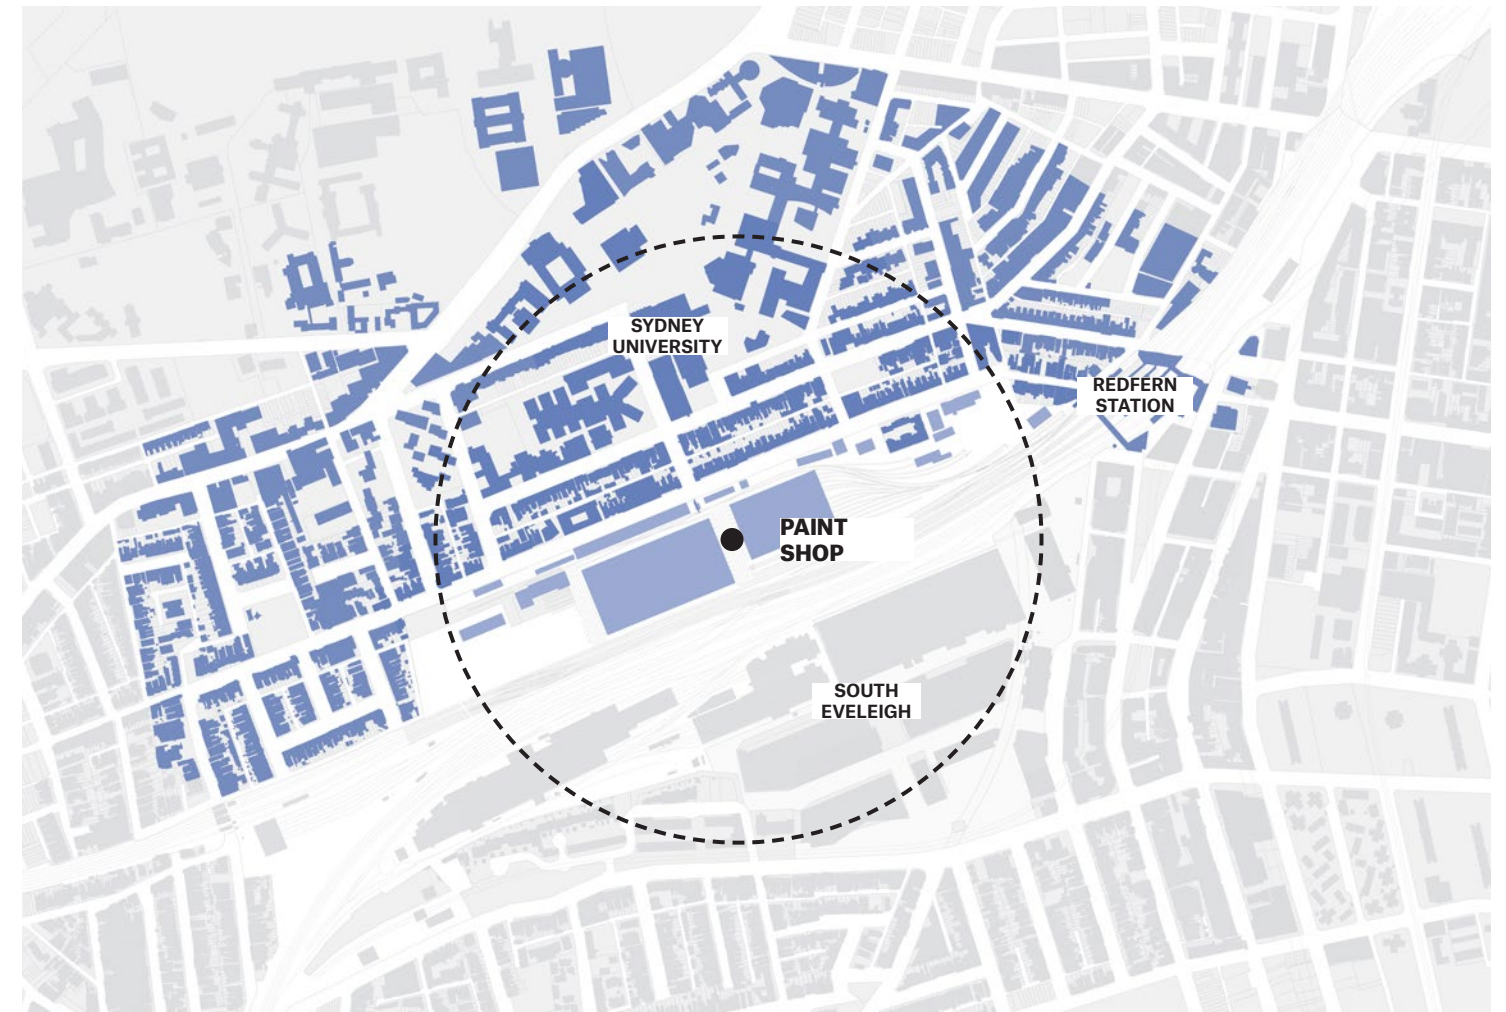 SYDNEY
UNIVERSITY
REDFERN
STATION
PAINT
SHOP
SOUTH
EVELEIGH